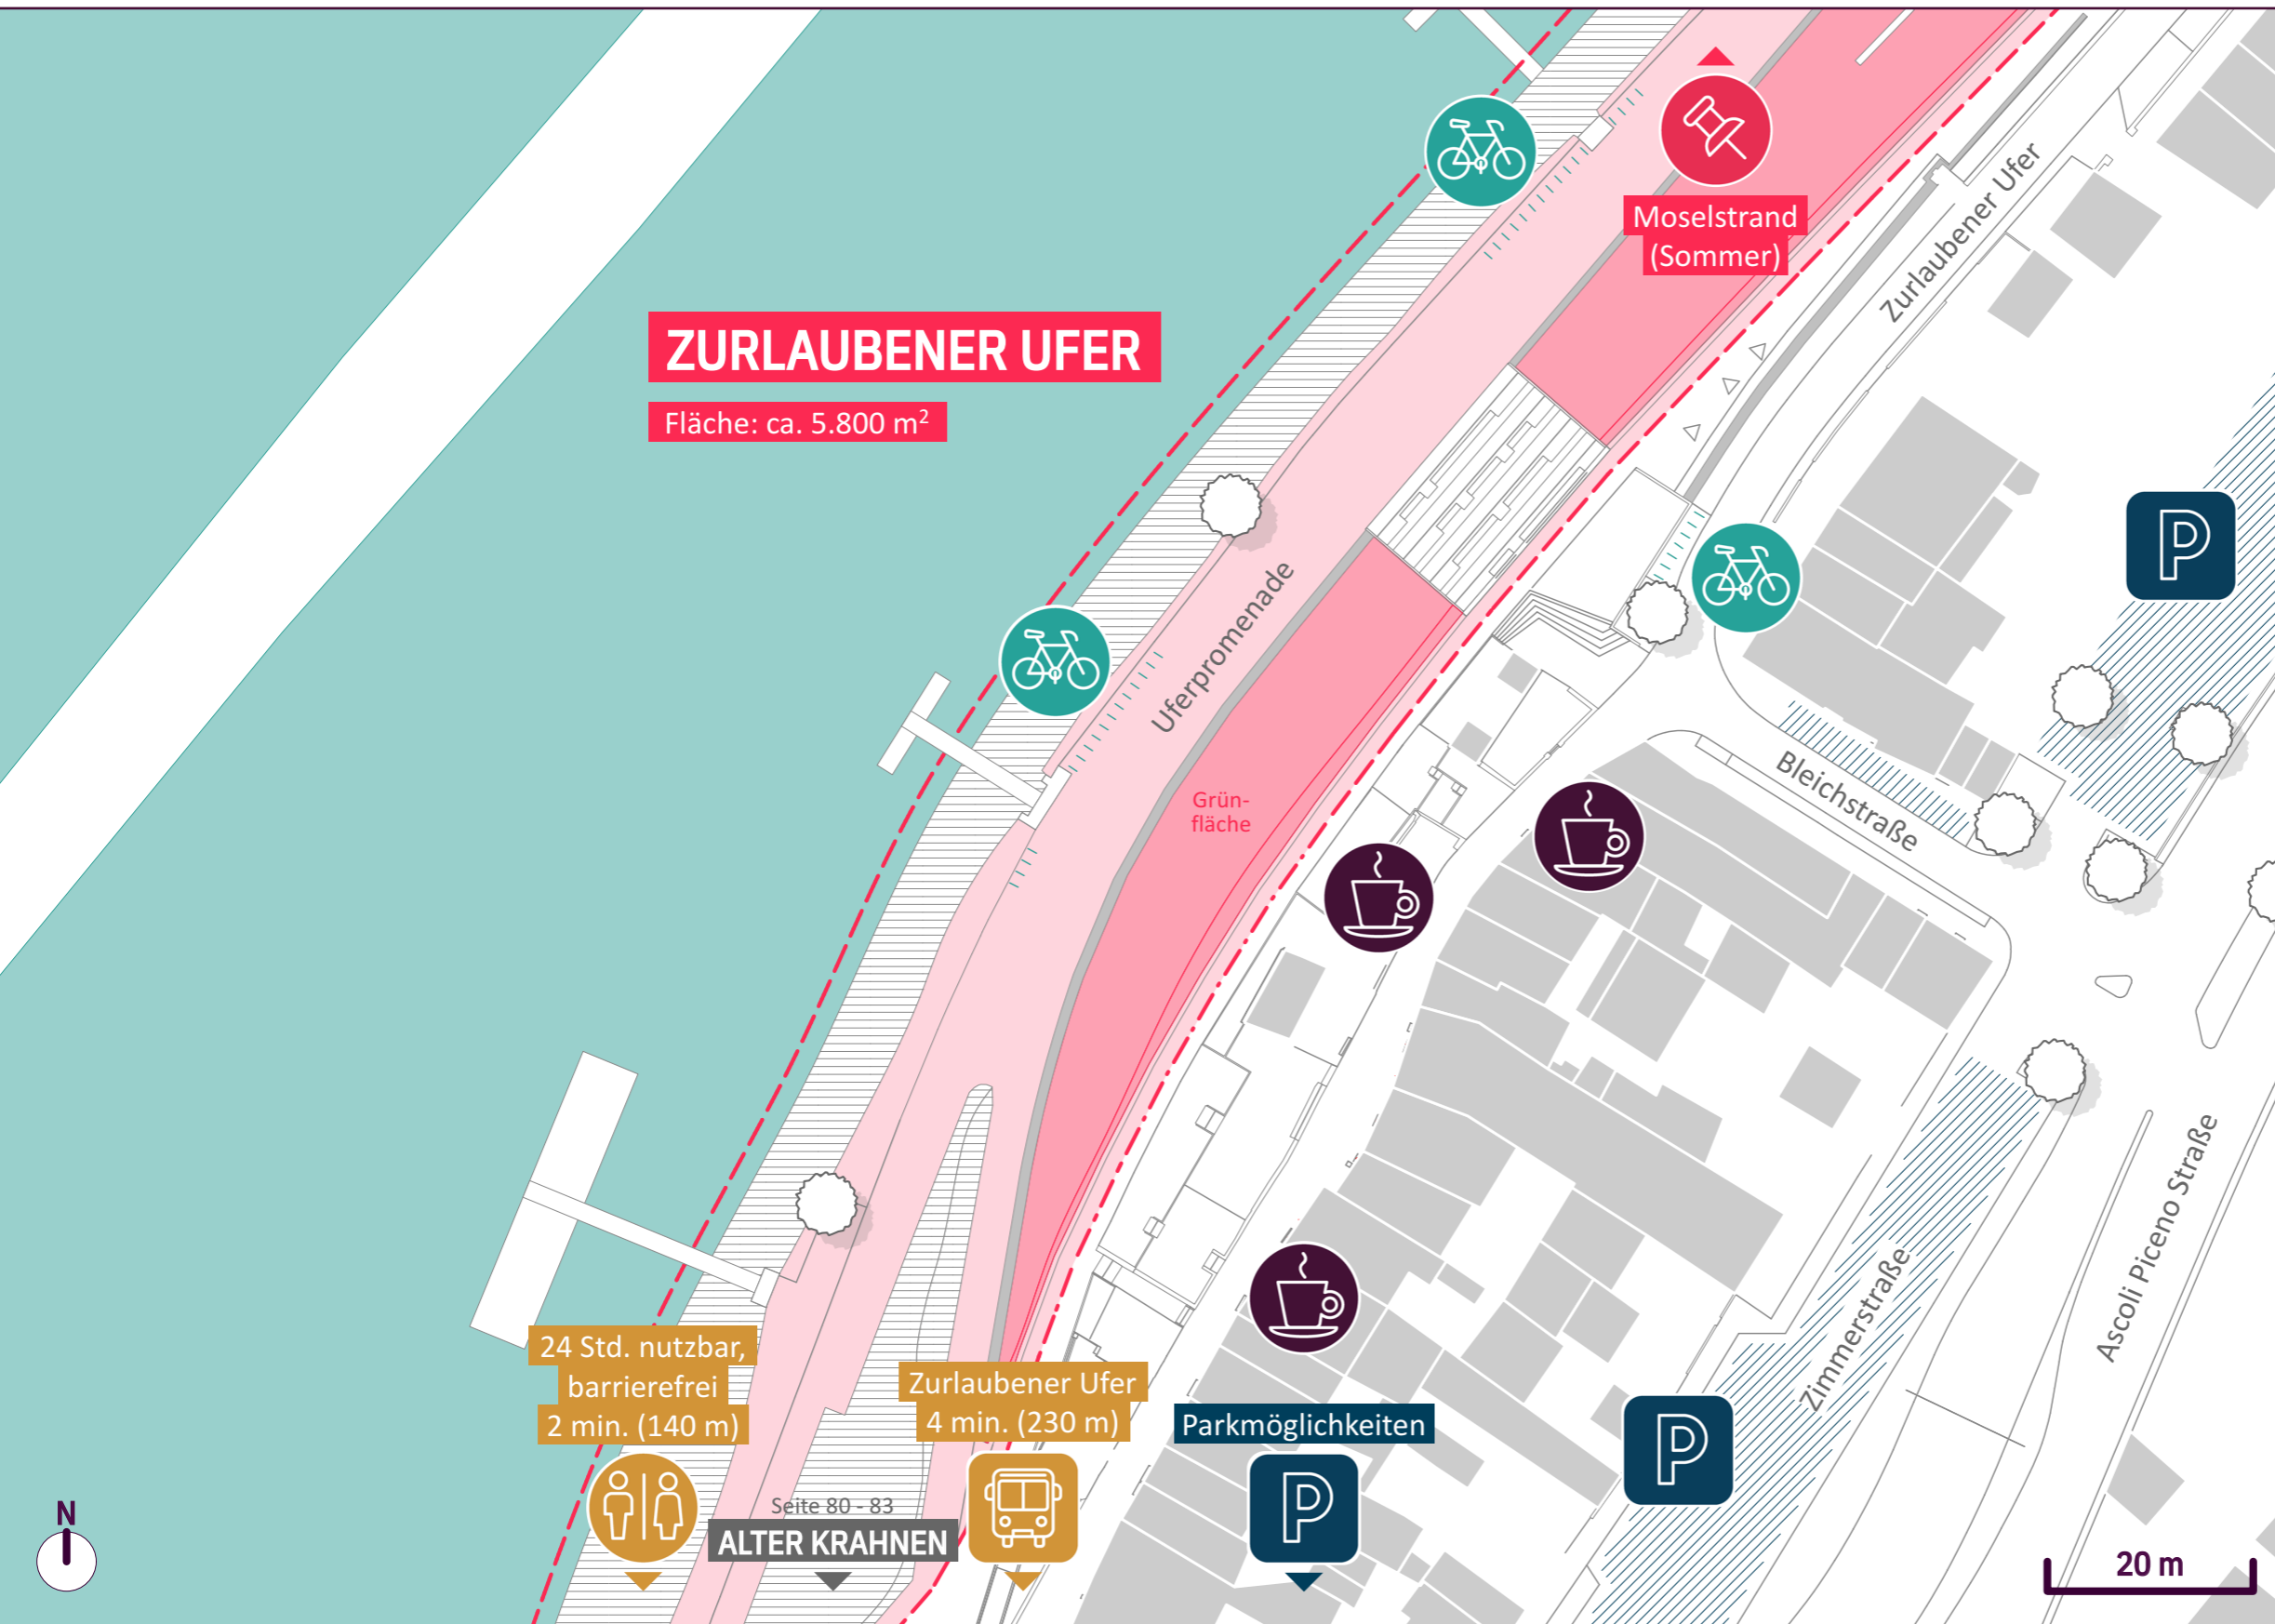 Moselstrand
(Sommer)
Zurlaubener Ufer
ZURLAUBENER UFER
Fläche: ca. 5.800 m²
P
Uferpromenade
Bleichstraße
Grün-
fläche
Ascoli Piceno Straße
Zimmerstraße
24 Std. nutzbar,
barrierefrei
2 min. (140 m)
Zurlaubener Ufer
4 min. (230 m)
Parkmöglichkeiten
P
P
Seite 80 - 83
ALTER KRAHNEN
N
20 m